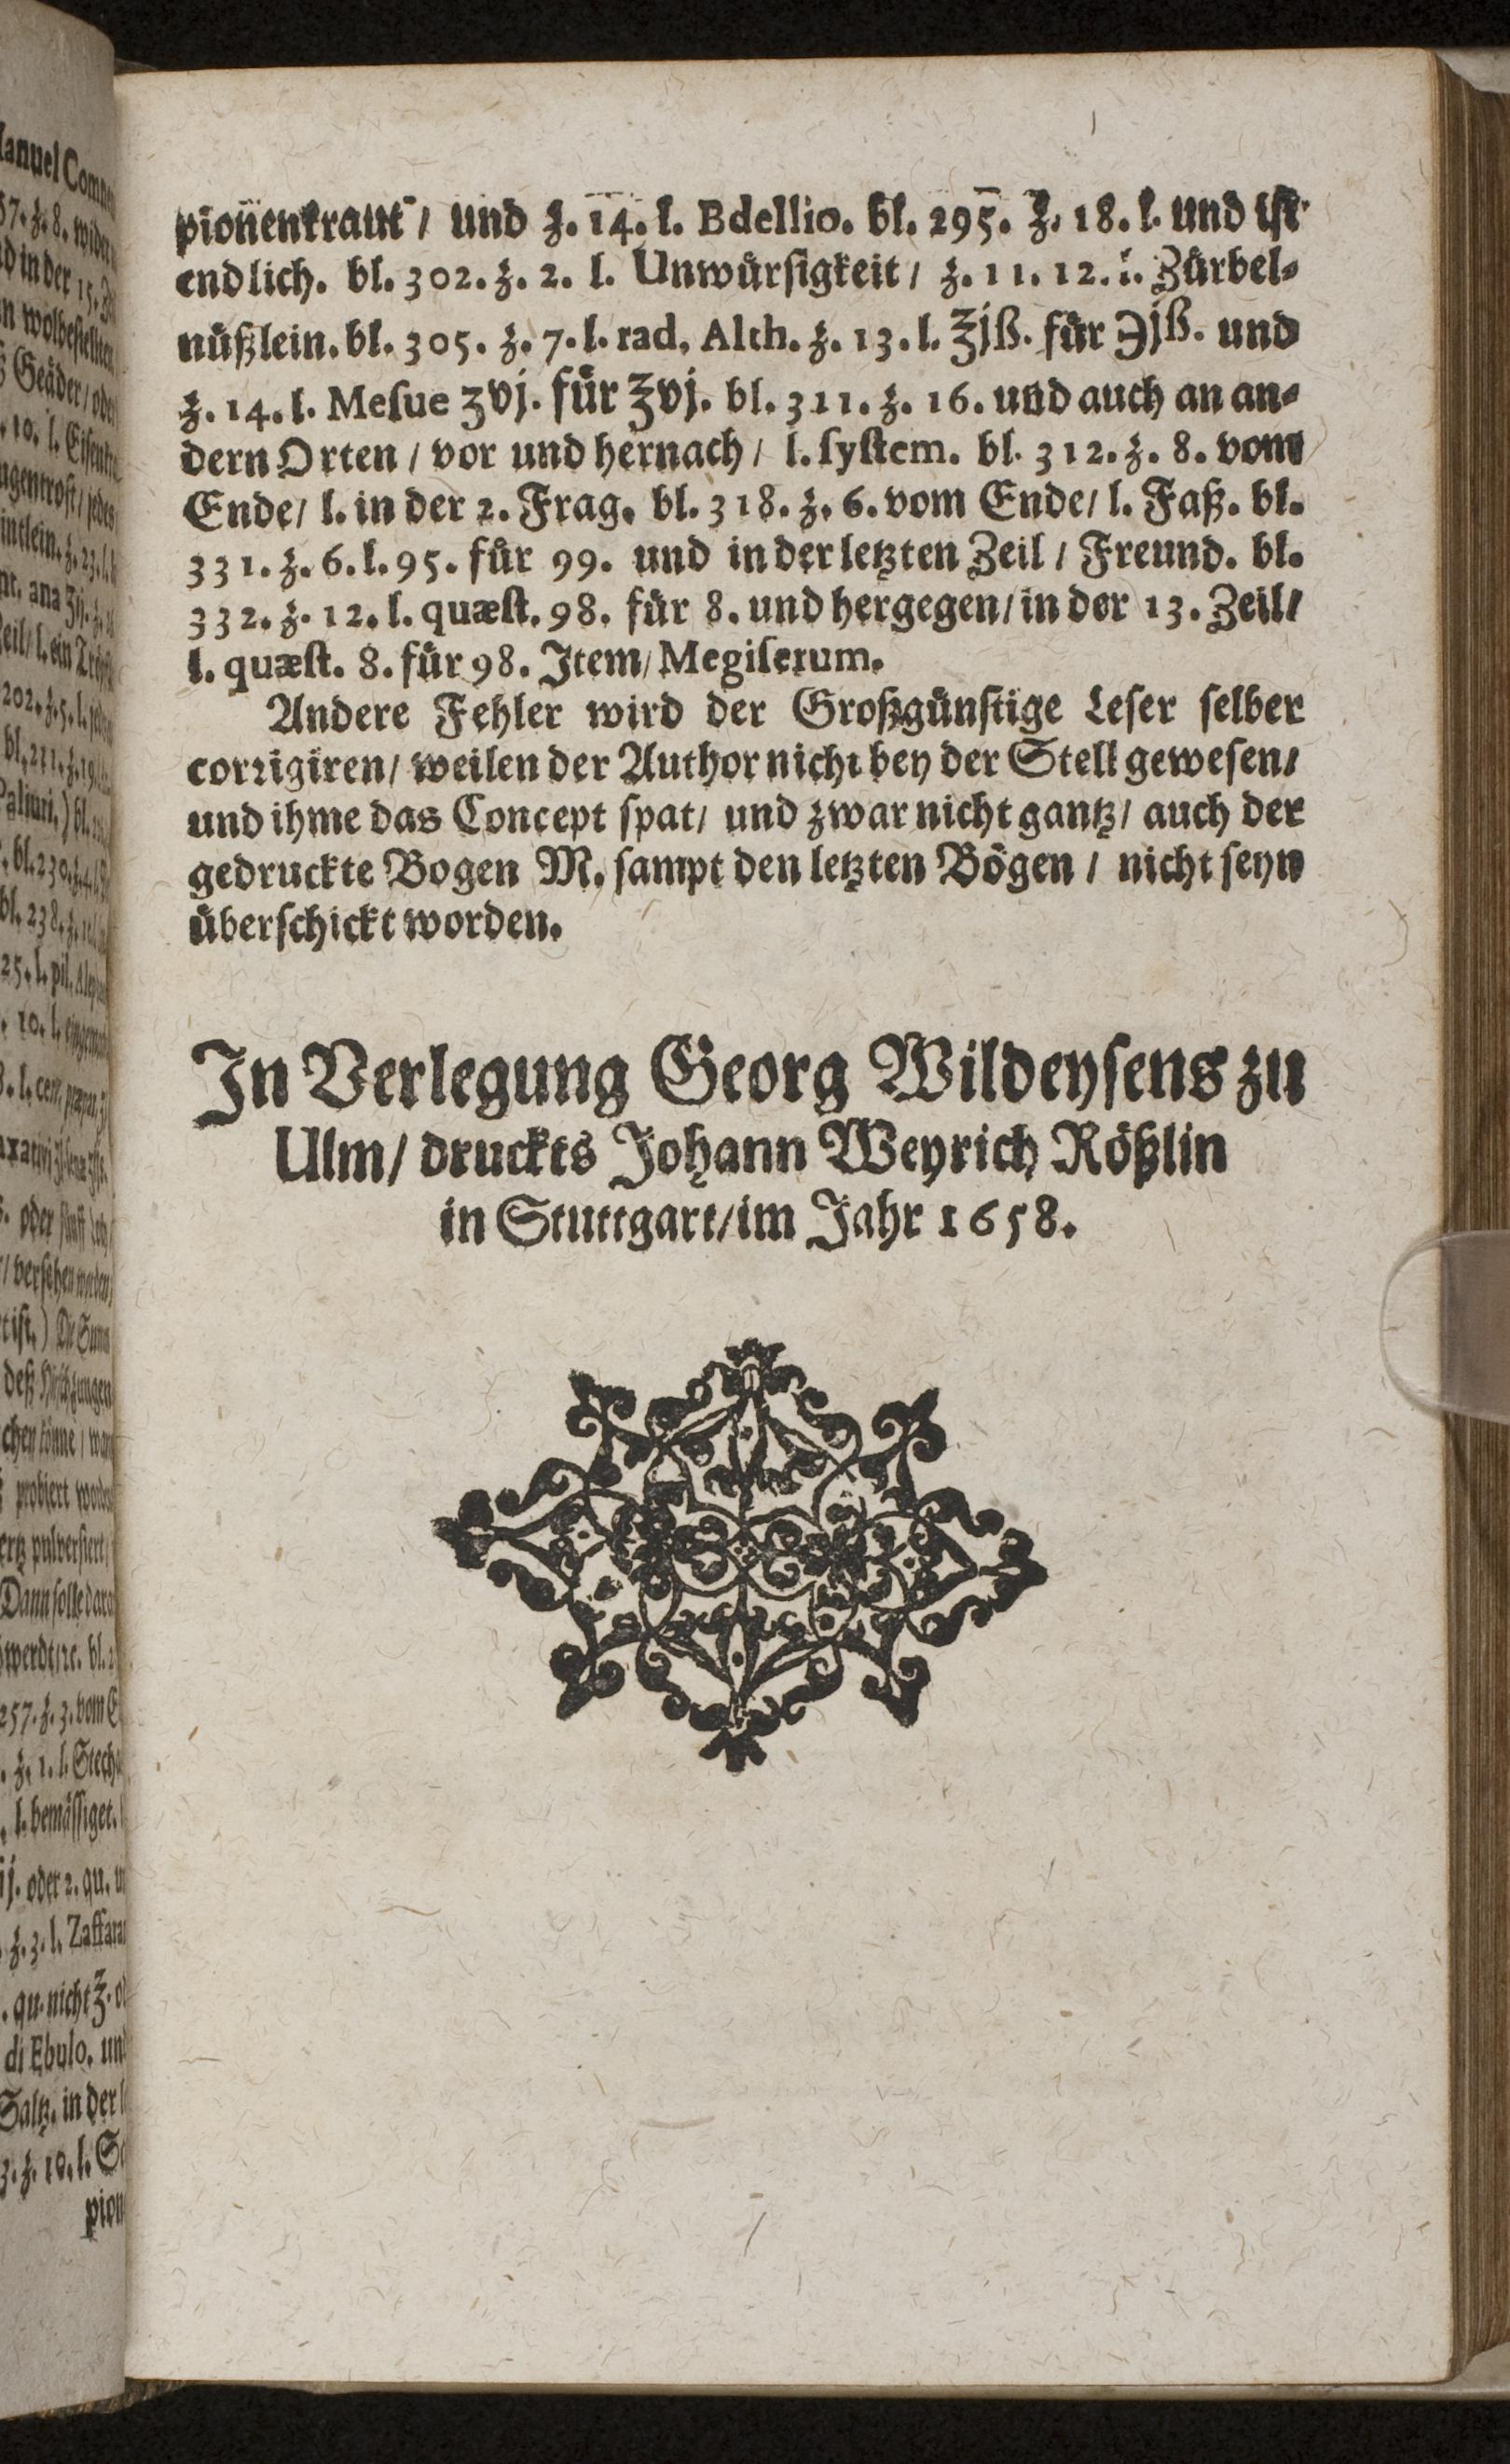 pionenkraut / und z. 14. l. Bdellio. bl. 295. z. 18. l. und ist
endlich. bl. 302. z. 2. l. Unwürsigkeit / z. 11. 12. l. Zürbel-
nüßlein. bl. 305. z. 7. l. rad. Alth. z. 13. l. ʒjß. für ℈jß. und
z. 14. l. Mesue ʒvj. für ℥vj. bl. 311. z. 16. und auch an an-
dern Orten / vor und hernach / l. system. bl. 312. z. 8. vom
Ende / l. in der 2. Frag. bl. 318. z. 6. vom Ende / l. Faß. bl.
331. z. 6. l. 95. für 99. und in der letzten Zeil / Freund. bl.
332. z. 12. l. quæst. 98. für 8. und hergegen / in der 13. Zeil /
l. quæst. 8. für 98. Item / Megiserum.
Andere Fehler wird der Großgünstige Leser selber
corrigiren / weilen der Author nicht bey der Stell gewesen /
und ihme das Concept spat / und zwar nicht gantz / auch der
gedruckte Bogen M. sampt den letzten Bögen / nicht seyn
überschickt worden.
In Verlegung Georg Wildeysens zu
Ulm / druckts Johann Weyrich Rößlin
in Stuttgart / im Jahr 1658.